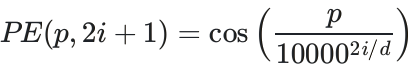 PE(p, 2i + 1) = cos(p / 10000^{2i/d})